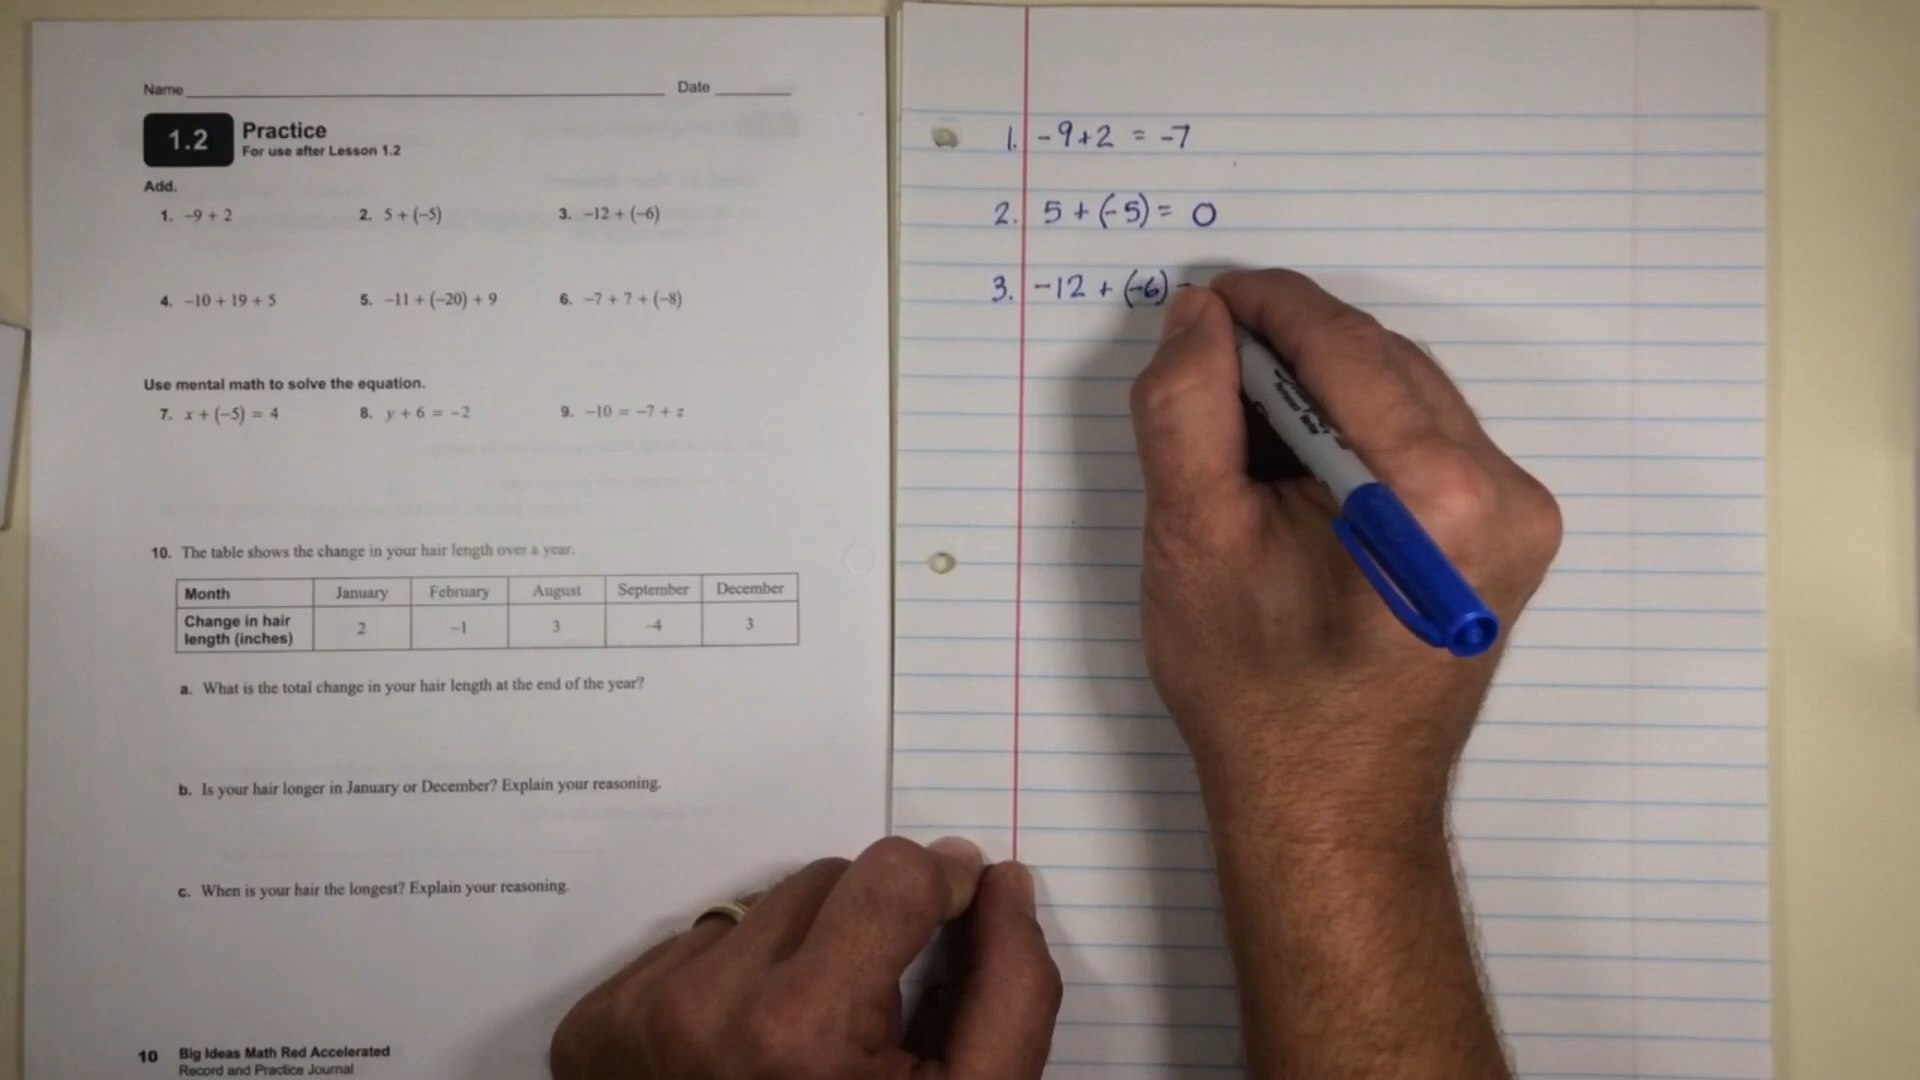 Name Date
1.2 Practice
For use after Lesson 1.2
Add.
1. −9 + 2 2. 5 + (−5) 3. −12 + (−6)
4. −10 + 19 + 5 5. −11 + (−20) + 9 6. −7 + 7 + (−8)
Use mental math to solve the equation.
7. x + (−5) = 4 8. y + 6 = −2 9. −10 = −7 + z
10. The table shows the change in your hair length over a year.
Month January February August September December
Change in hair
length (inches) 2 −1 3 −4 3
a. What is the total change in your hair length at the end of the year?
b. Is your hair longer in January or December? Explain your reasoning.
c. When is your hair the longest? Explain your reasoning.
10 Big Ideas Math Red Accelerated
Record and Practice Journal
1. -9+2 = -7
2. 5 + (-5) = 0
3. -12 + (-6)